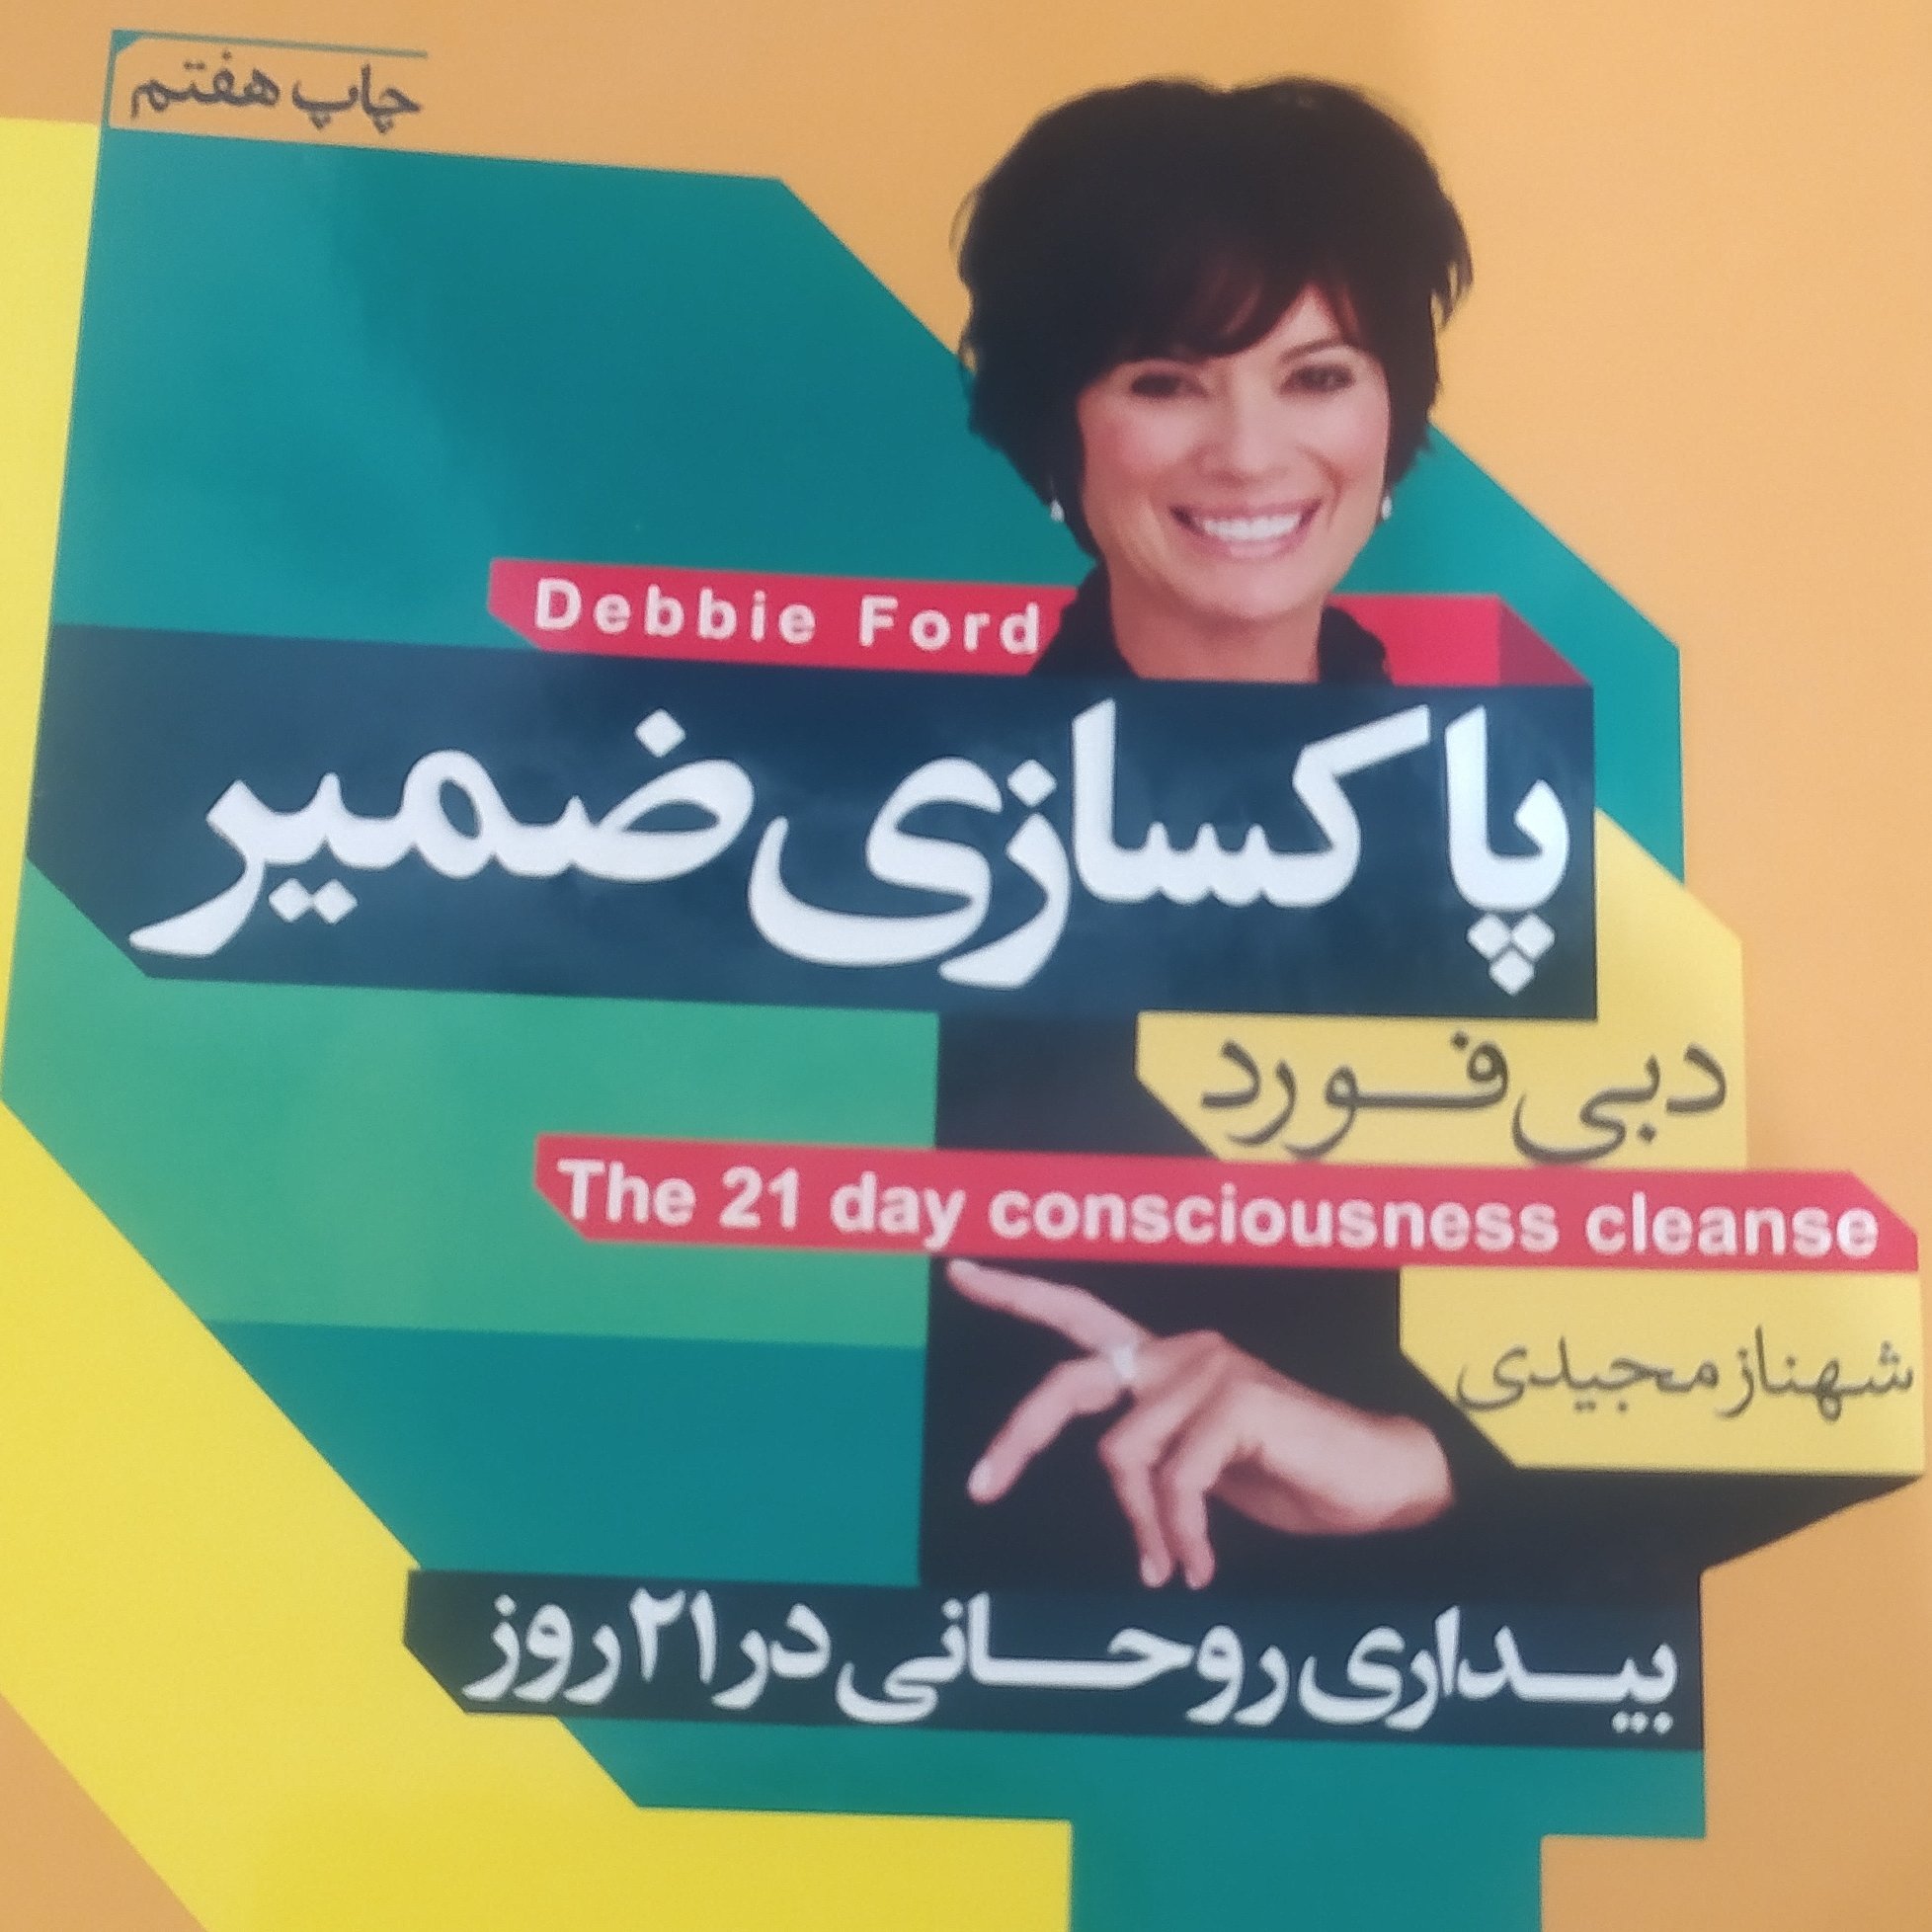 چاپ هفتم
Debbie Ford
پاکسازی ضمیر
دبی فورد
The 21 day consciousness cleanse
شهناز مجیدی
بیداری روحانی در ۲۱ روز